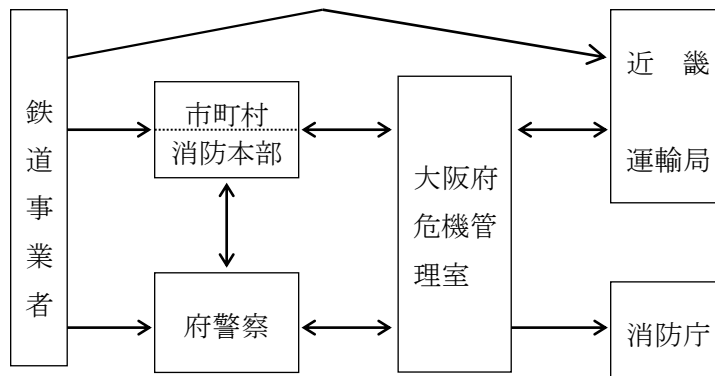 鉄道事業者
市町村
消防本部
府警察
大阪府
危機管
理室
近　畿
運輸局
消防庁